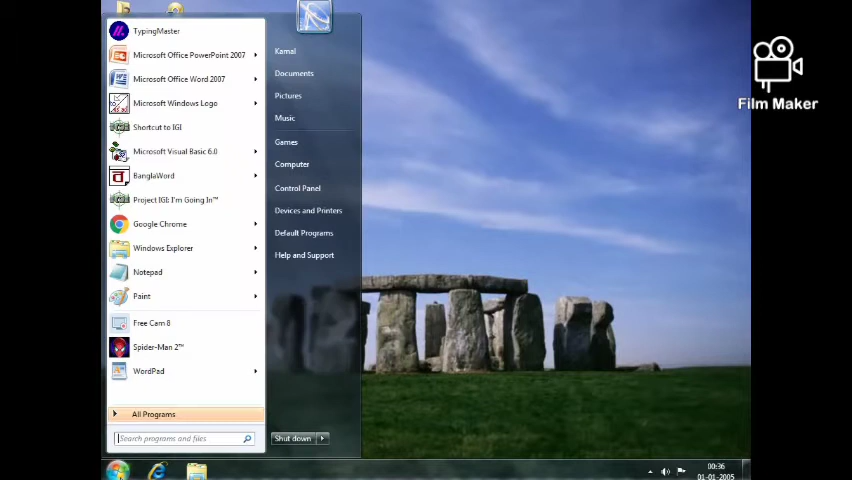 TypingMaster
Microsoft Office PowerPoint 2007
Microsoft Office Word 2007
Microsoft Windows Logo
Shortcut to IGI
Microsoft Visual Basic 6.0
BanglaWord
Project IGI: I'm Going In™
Google Chrome
Windows Explorer
Notepad
Paint
Free Cam 8
Spider-Man 2™
WordPad
All Programs
Search programs and files
Kamal
Documents
Pictures
Music
Games
Computer
Control Panel
Devices and Printers
Default Programs
Help and Support
Shut down
Film Maker
00:36
01-01-2005